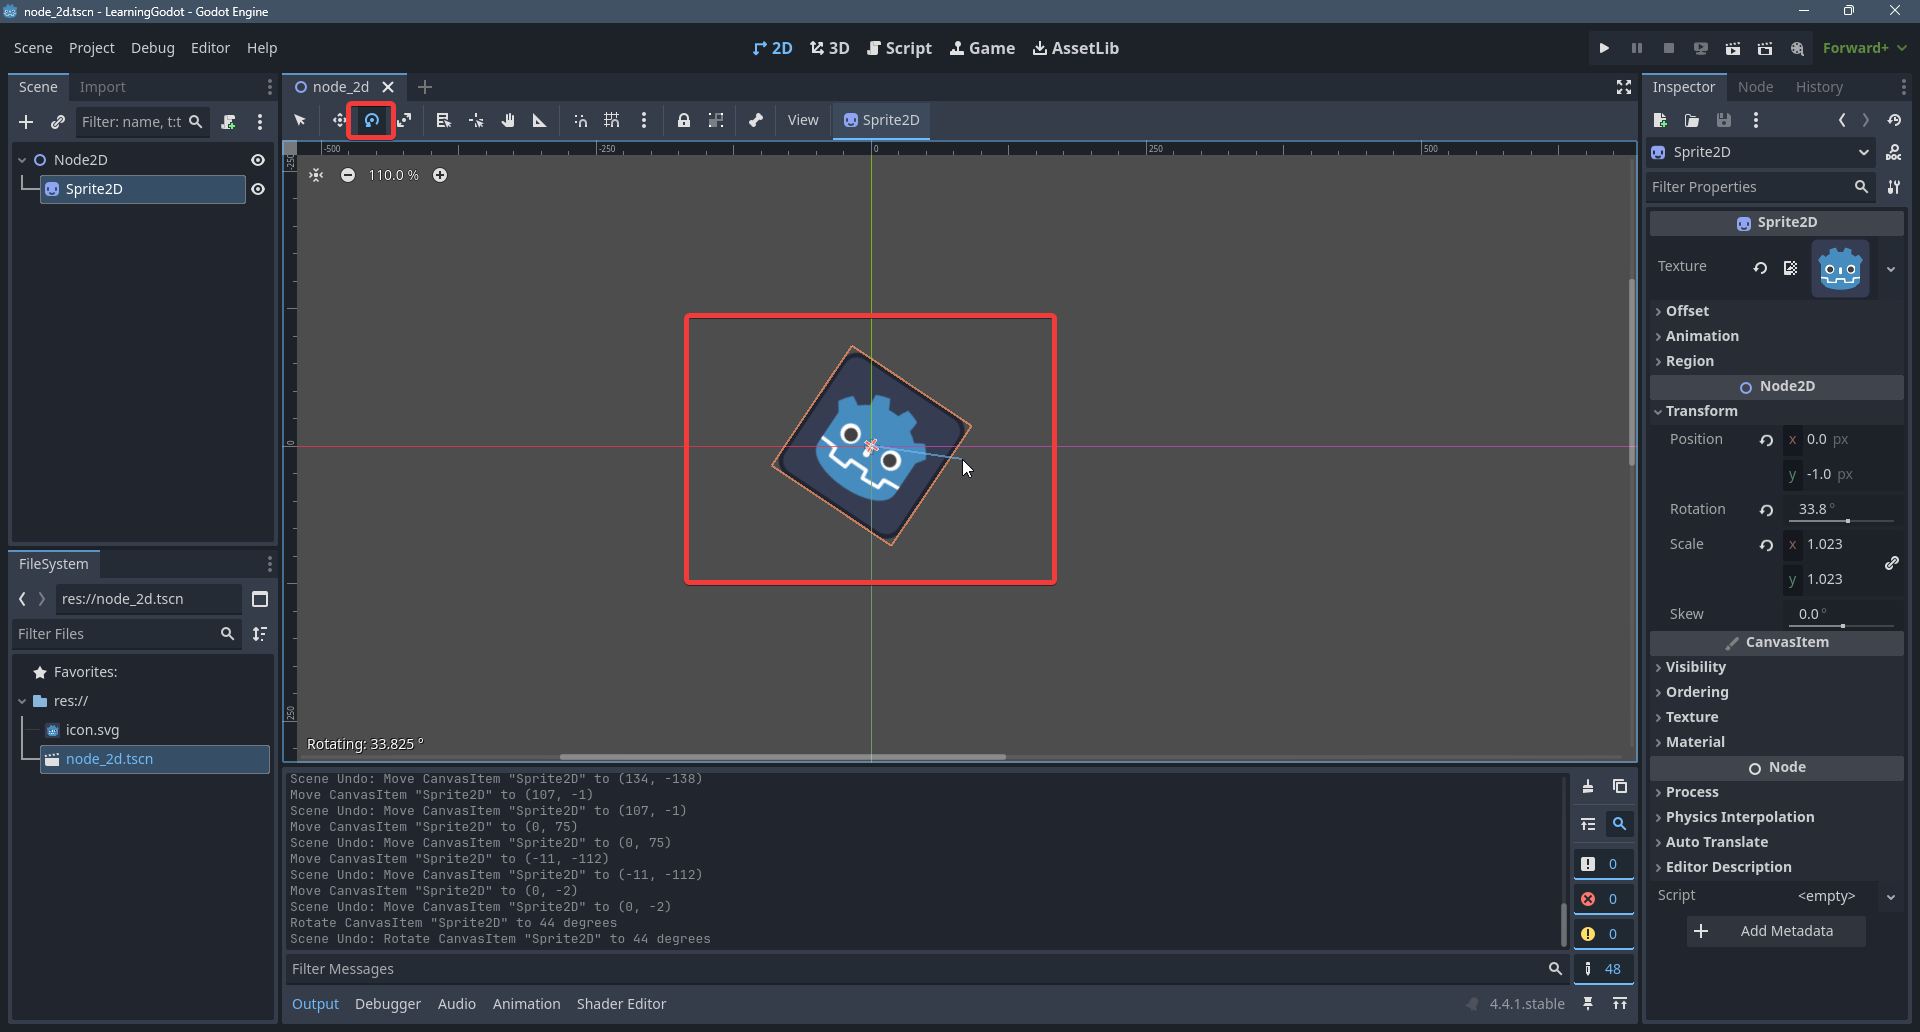 node_2d.tscn - LearningGodot - Godot Engine
Scene Project Debug Editor Help
2D 3D Script Game AssetLib
Forward+
Scene Import
Filter: name, t:t
Node2D
Sprite2D
FileSystem
res://node_2d.tscn
Filter Files
Favorites:
res://
icon.svg
node_2d.tscn
node_2d
View Sprite2D
-500 -250 0 250 500
-250
0
250
110.0 %
Rotating: 33.825 °
Scene Undo: Move CanvasItem "Sprite2D" to (134, -138)
Move CanvasItem "Sprite2D" to (107, -1)
Scene Undo: Move CanvasItem "Sprite2D" to (107, -1)
Move CanvasItem "Sprite2D" to (0, 75)
Scene Undo: Move CanvasItem "Sprite2D" to (0, 75)
Move CanvasItem "Sprite2D" to (-11, -112)
Scene Undo: Move CanvasItem "Sprite2D" to (-11, -112)
Move CanvasItem "Sprite2D" to (0, -2)
Scene Undo: Move CanvasItem "Sprite2D" to (0, -2)
Rotate CanvasItem "Sprite2D" to 44 degrees
Scene Undo: Rotate CanvasItem "Sprite2D" to 44 degrees
0
0
0
48
Filter Messages
Output Debugger Audio Animation Shader Editor
4.4.1.stable
Inspector Node History
Sprite2D
Filter Properties
Sprite2D
Texture
Offset
Animation
Region
Node2D
Transform
Position x 0.0 px
y -1.0 px
Rotation 33.8 °
Scale x 1.023
y 1.023
Skew 0.0 °
CanvasItem
Visibility
Ordering
Texture
Material
Node
Process
Physics Interpolation
Auto Translate
Editor Description
Script <empty>
Add Metadata